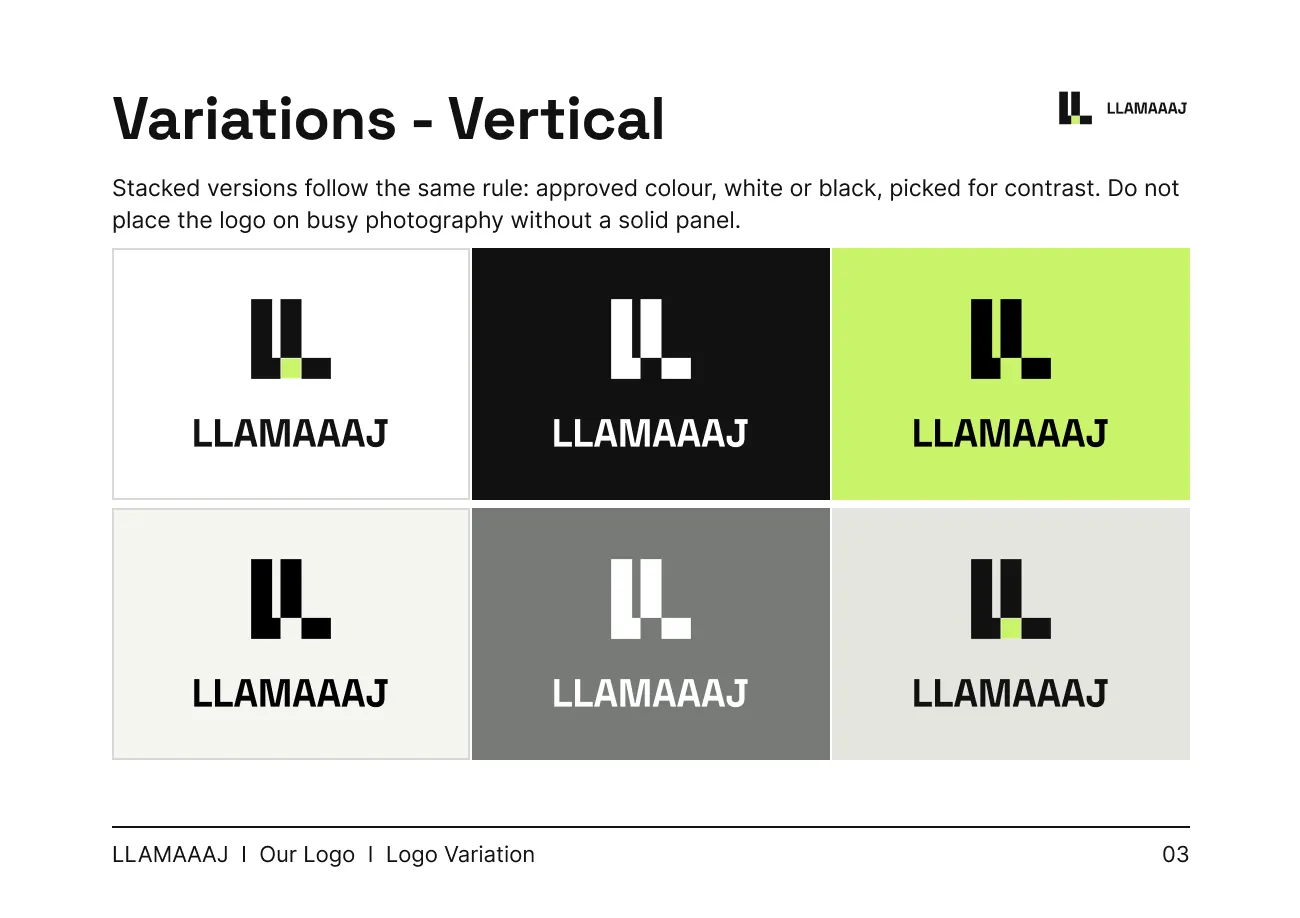 Variations - Vertical
LLAMAAAJ
Stacked versions follow the same rule: approved colour, white or black, picked for contrast. Do not
place the logo on busy photography without a solid panel.
LLAMAAAJ
LLAMAAAJ
LLAMAAAJ
LLAMAAAJ
LLAMAAAJ
LLAMAAAJ
LLAMAAAJ I Our Logo I Logo Variation
03